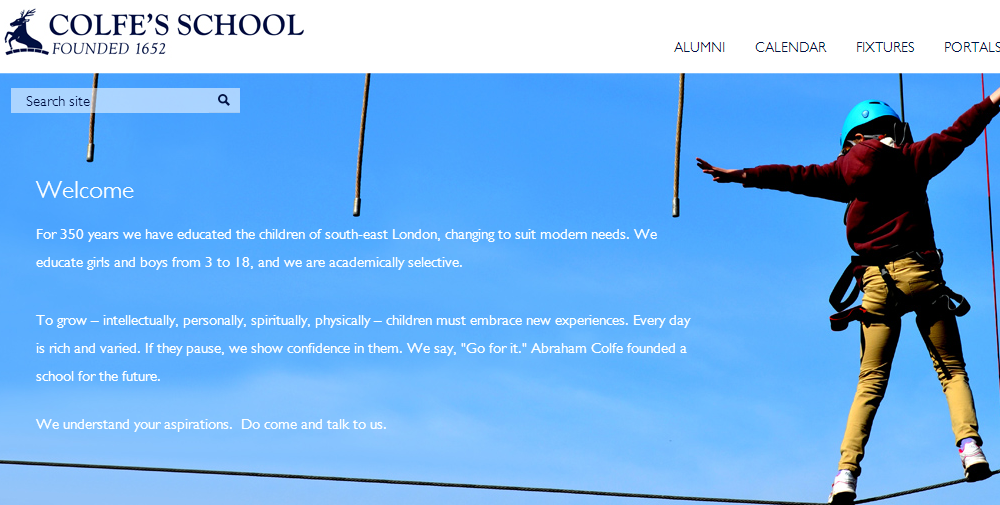 COLFE'S SCHOOL
FOUNDED 1652
ALUMNI CALENDAR FIXTURES PORTALS
Search site
Welcome
For 350 years we have educated the children of south-east London, changing to suit modern needs. We
educate girls and boys from 3 to 18, and we are academically selective.
To grow – intellectually, personally, spiritually, physically – children must embrace new experiences. Every day
is rich and varied. If they pause, we show confidence in them. We say, "Go for it." Abraham Colfe founded a
school for the future.
We understand your aspirations.  Do come and talk to us.